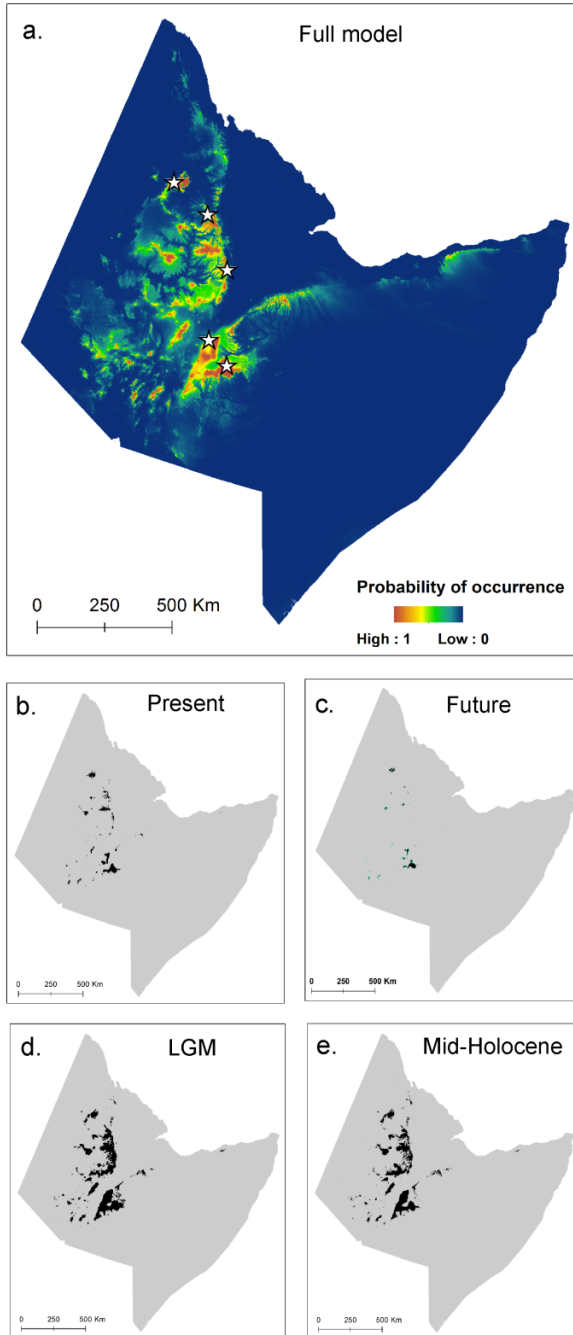 a.
Full model
0 250 500 Km
Probability of occurrence
High : 1 Low : 0
b.
Present
0 250 500 Km
c.
Future
0 250 500 Km
d.
LGM
0 250 500 Km
e.
Mid-Holocene
0 250 500 Km